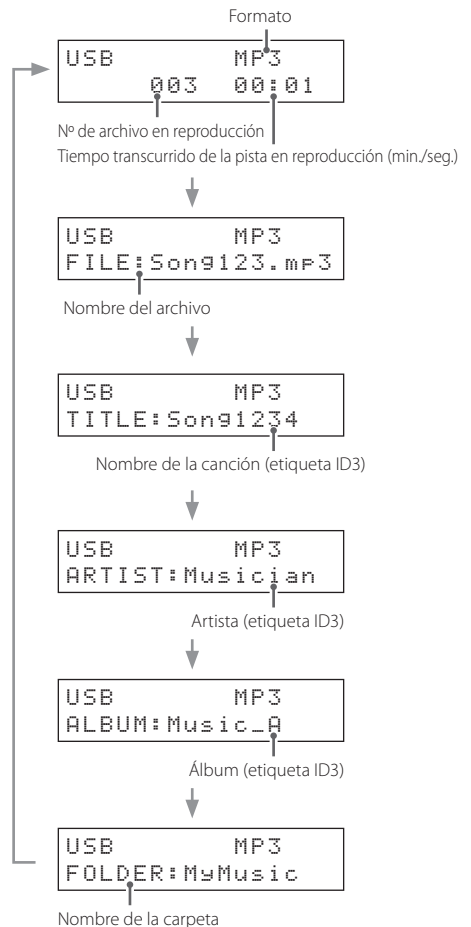 Formato
USB MP3
003 00:01
Nº de archivo en reproducción
Tiempo transcurrido de la pista en reproducción (min./seg.)
USB MP3
FILE:Song123.mp3
Nombre del archivo
USB MP3
TITLE:Song1234
Nombre de la canción (etiqueta ID3)
USB MP3
ARTIST:Musician
Artista (etiqueta ID3)
USB MP3
ALBUM:Music_A
Álbum (etiqueta ID3)
USB MP3
FOLDER:MyMusic
Nombre de la carpeta